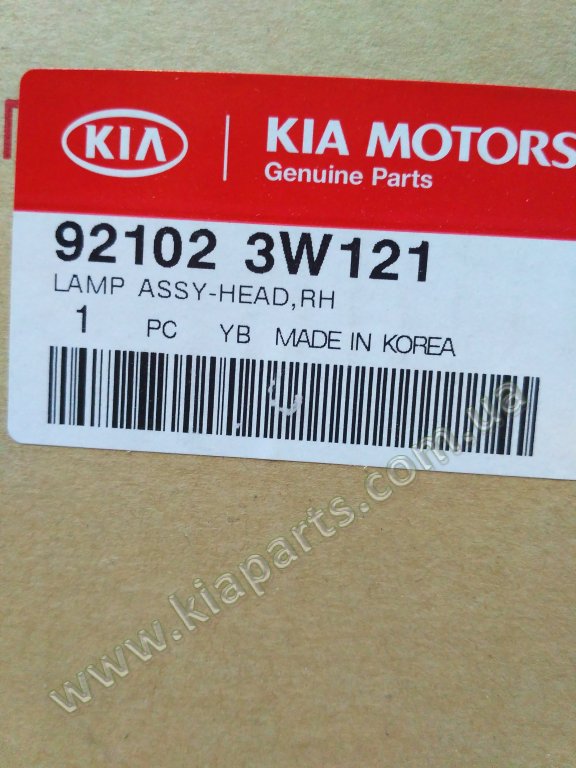 KIA
KIA MOTORS
Genuine Parts
92102 3W121
LAMP ASSY-HEAD,RH
1 PC YB MADE IN KOREA
www.kiaparts.com.ua